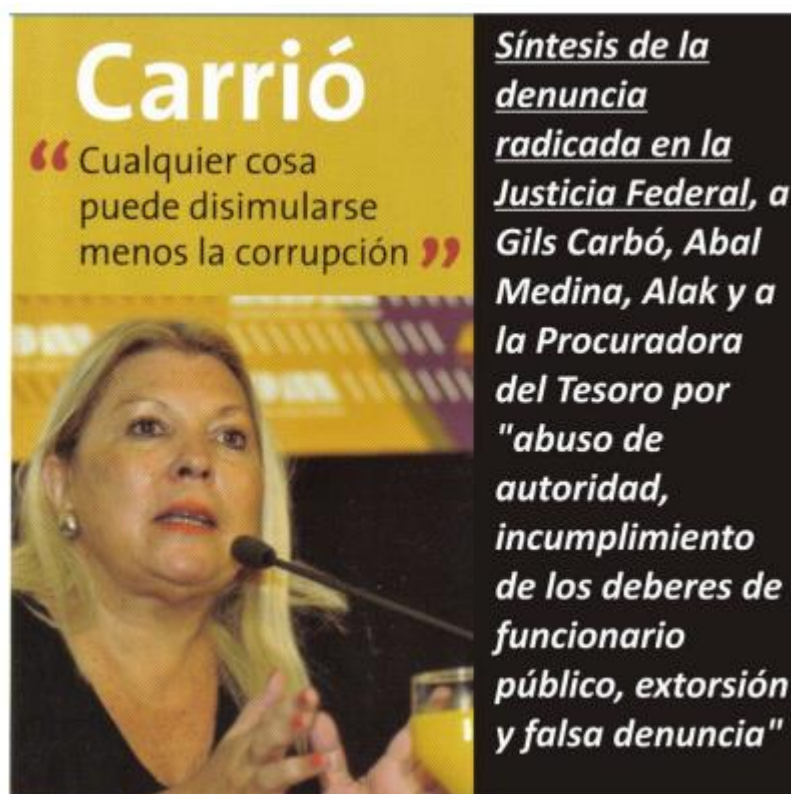 Carrió
“ Cualquier cosa
puede disimularse
menos la corrupción ”
Síntesis de la
denuncia
radicada en la
Justicia Federal, a
Gils Carbó, Abal
Medina, Alak y a
la Procuradora
del Tesoro por
"abuso de
autoridad,
incumplimiento
de los deberes de
funcionario
público, extorsión
y falsa denuncia"